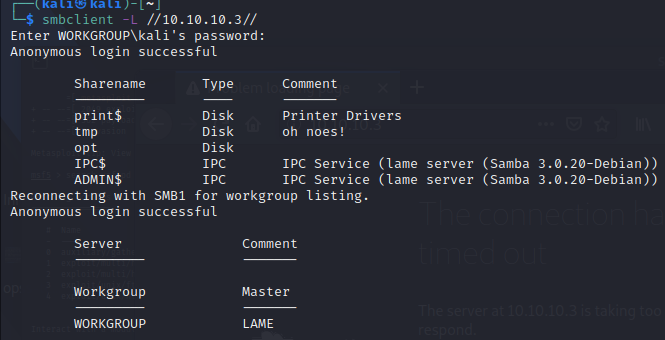 ┌──(kali㉿kali)-[~]
└─$ smbclient -L //10.10.10.3//
Enter WORKGROUP\kali's password:
Anonymous login successful
Sharename Type Comment
--------- ---- -------
print$ Disk Printer Drivers
tmp Disk oh noes!
opt Disk
IPC$ IPC IPC Service (lame server (Samba 3.0.20-Debian))
ADMIN$ IPC IPC Service (lame server (Samba 3.0.20-Debian))
Reconnecting with SMB1 for workgroup listing.
Anonymous login successful
Server Comment
--------- -------
Workgroup Master
--------- -------
WORKGROUP LAME
The connection ha
timed out
The server at 10.10.10.3 is taking too
respond.